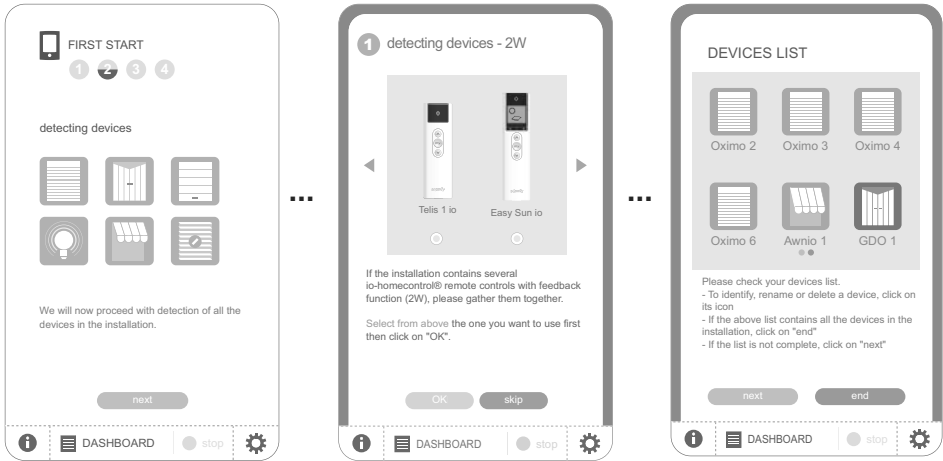 FIRST START
1 2 3 4
detecting devices
We will now proceed with detection of all the
devices in the installation.
next
DASHBOARD
stop
...
1 detecting devices - 2W
somfy somfy
Telis 1 io Easy Sun io
If the installation contains several
io-homecontrol® remote controls with feedback
function (2W), please gather them together.
Select from above the one you want to use first
then click on "OK".
OK skip
DASHBOARD
stop
...
DEVICES LIST
Oximo 2 Oximo 3 Oximo 4
Oximo 6 Awnio 1 GDO 1
Please check your devices list.
- To identify, rename or delete a device, click on
its icon
- If the above list contains all the devices in the
installation, click on "end"
- If the list is not complete, click on "next"
next end
DASHBOARD
stop